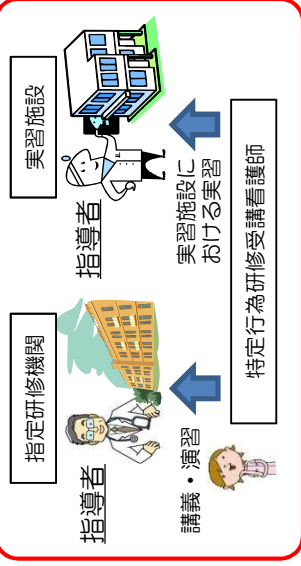 指定研修機関
指導者
講義・演習
実習施設
指導者
実習施設に
おける実習
特定行為研修受講看護師